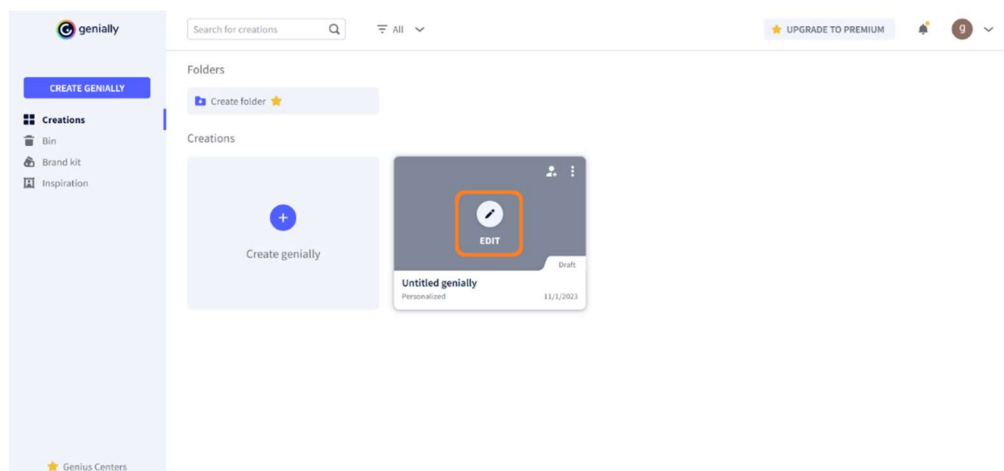 genially
Search for creations
All
UPGRADE TO PREMIUM
g
CREATE GENIALLY
Creations
Bin
Brand kit
Inspiration
Genius Centers
Folders
Create folder
Creations
Create genially
EDIT
Draft
Untitled genially
Personalized 11/1/2023